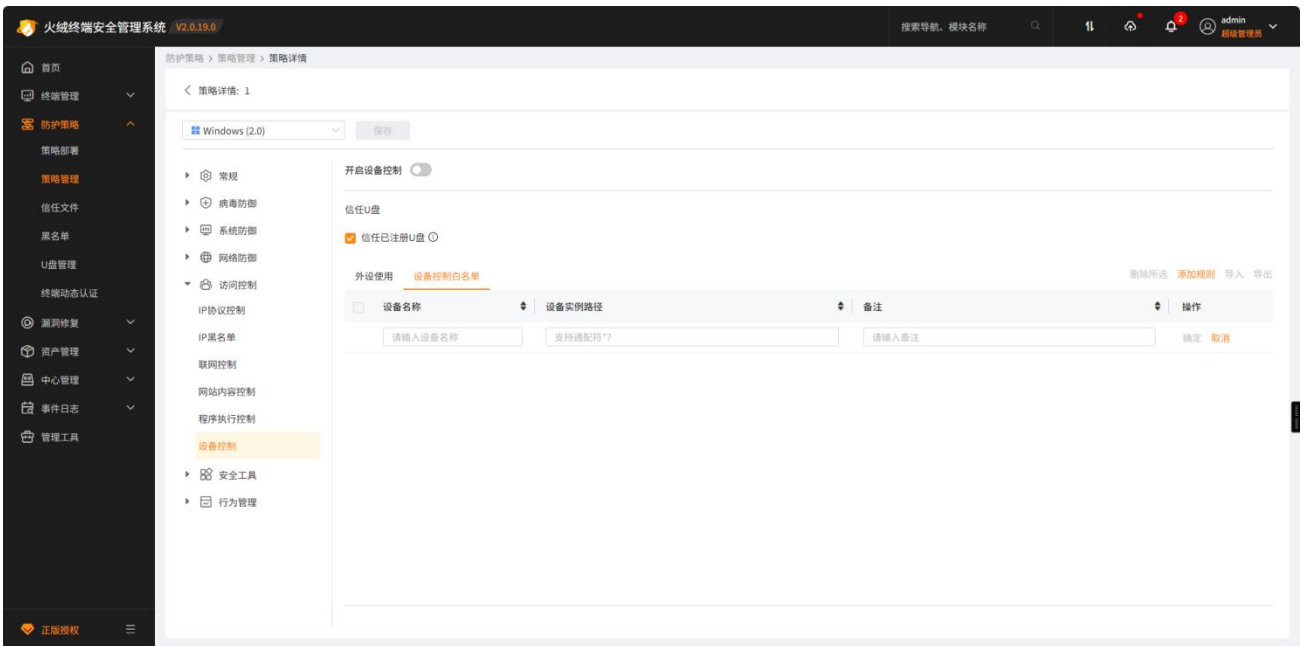 火绒终端安全管理系统 V2.0.19.0
搜索导航、模块名称
2
admin
超级管理员
首页
终端管理
防护策略
策略部署
策略管理
信任文件
黑名单
U盘管理
终端动态认证
漏洞修复
资产管理
中心管理
事件日志
管理工具
正版授权
防护策略 > 策略管理 > 策略详情
策略详情: 1
Windows (2.0)
保存
常规
病毒防御
系统防御
网络防御
访问控制
IP协议控制
IP黑名单
联网控制
网站内容控制
程序执行控制
设备控制
安全工具
行为管理
开启设备控制
信任U盘
信任已注册U盘
外设使用 设备控制白名单
删除所选 添加规则 导入 导出
设备名称 设备实例路径 备注 操作
请输入设备名称 支持通配符*? 请输入备注 确定 取消